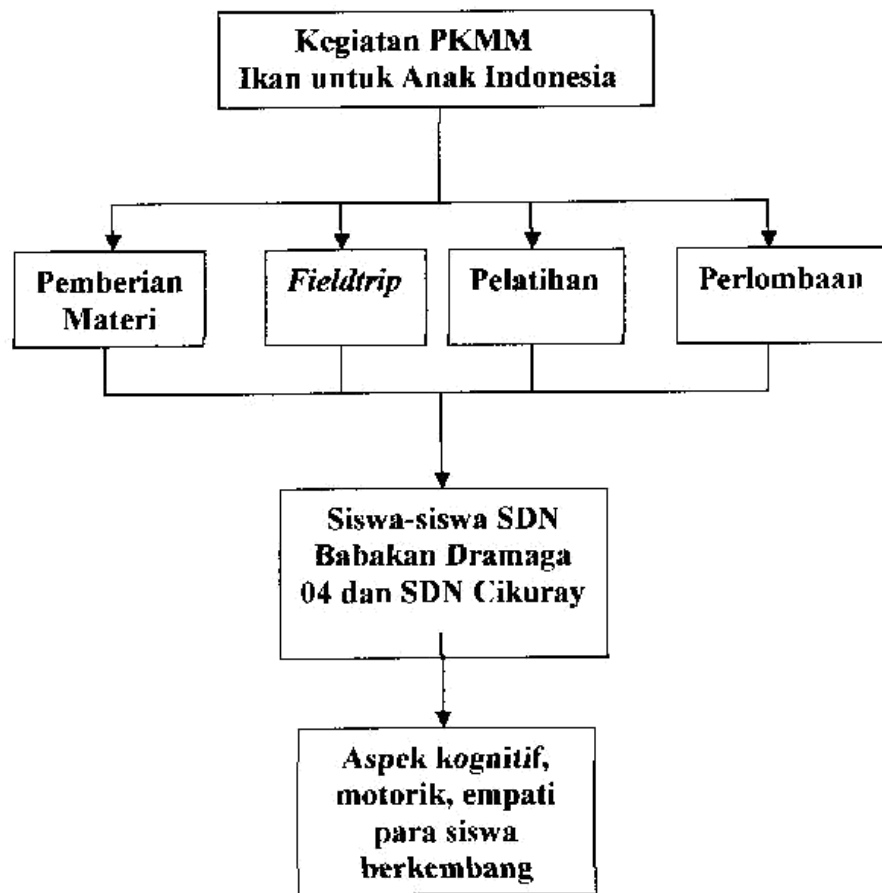 Kegiatan PKMM
Ikan untuk Anak Indonesia
Pemberian
Materi
Fieldtrip
Pelatihan
Perlombaan
Siswa-siswa SDN
Babakan Dramaga
04 dan SDN Cikuray
Aspek kognitif,
motorik, empati
para siswa
berkembang